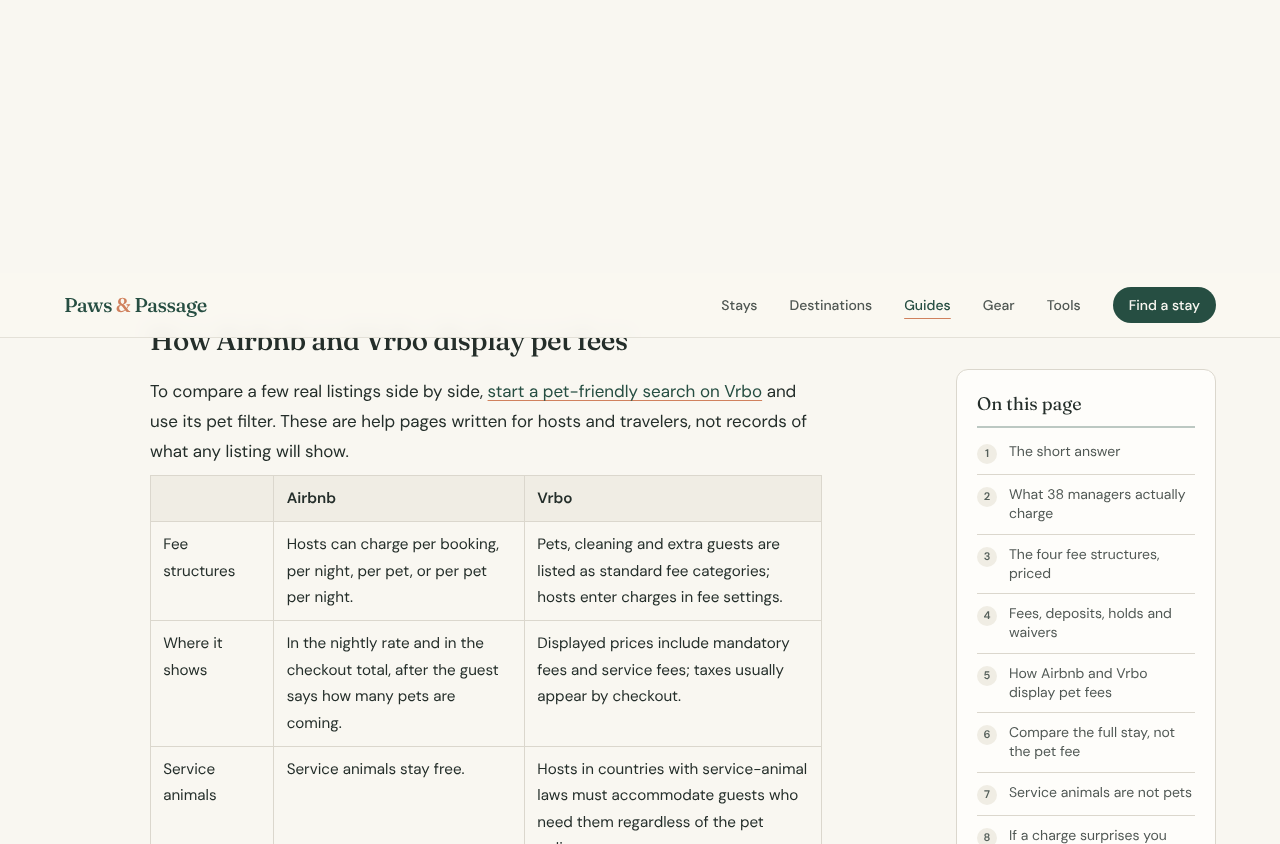 Paws & Passage
Stays
Destinations
Guides
Gear
Tools
Find a stay
How Airbnb and Vrbo display pet fees
To compare a few real listings side by side, start a pet-friendly search on Vrbo and
use its pet filter. These are help pages written for hosts and travelers, not records of
what any listing will show.
Airbnb
Vrbo
Fee
structures
Hosts can charge per booking,
per night, per pet, or per pet
per night.
Pets, cleaning and extra guests are
listed as standard fee categories;
hosts enter charges in fee settings.
Where it
shows
In the nightly rate and in the
checkout total, after the guest
says how many pets are
coming.
Displayed prices include mandatory
fees and service fees; taxes usually
appear by checkout.
Service
animals
Service animals stay free.
Hosts in countries with service-animal
laws must accommodate guests who
need them regardless of the pet
On this page
1 The short answer
2 What 38 managers actually
charge
3 The four fee structures,
priced
4 Fees, deposits, holds and
waivers
5 How Airbnb and Vrbo
display pet fees
6 Compare the full stay, not
the pet fee
7 Service animals are not pets
8 If a charge surprises you